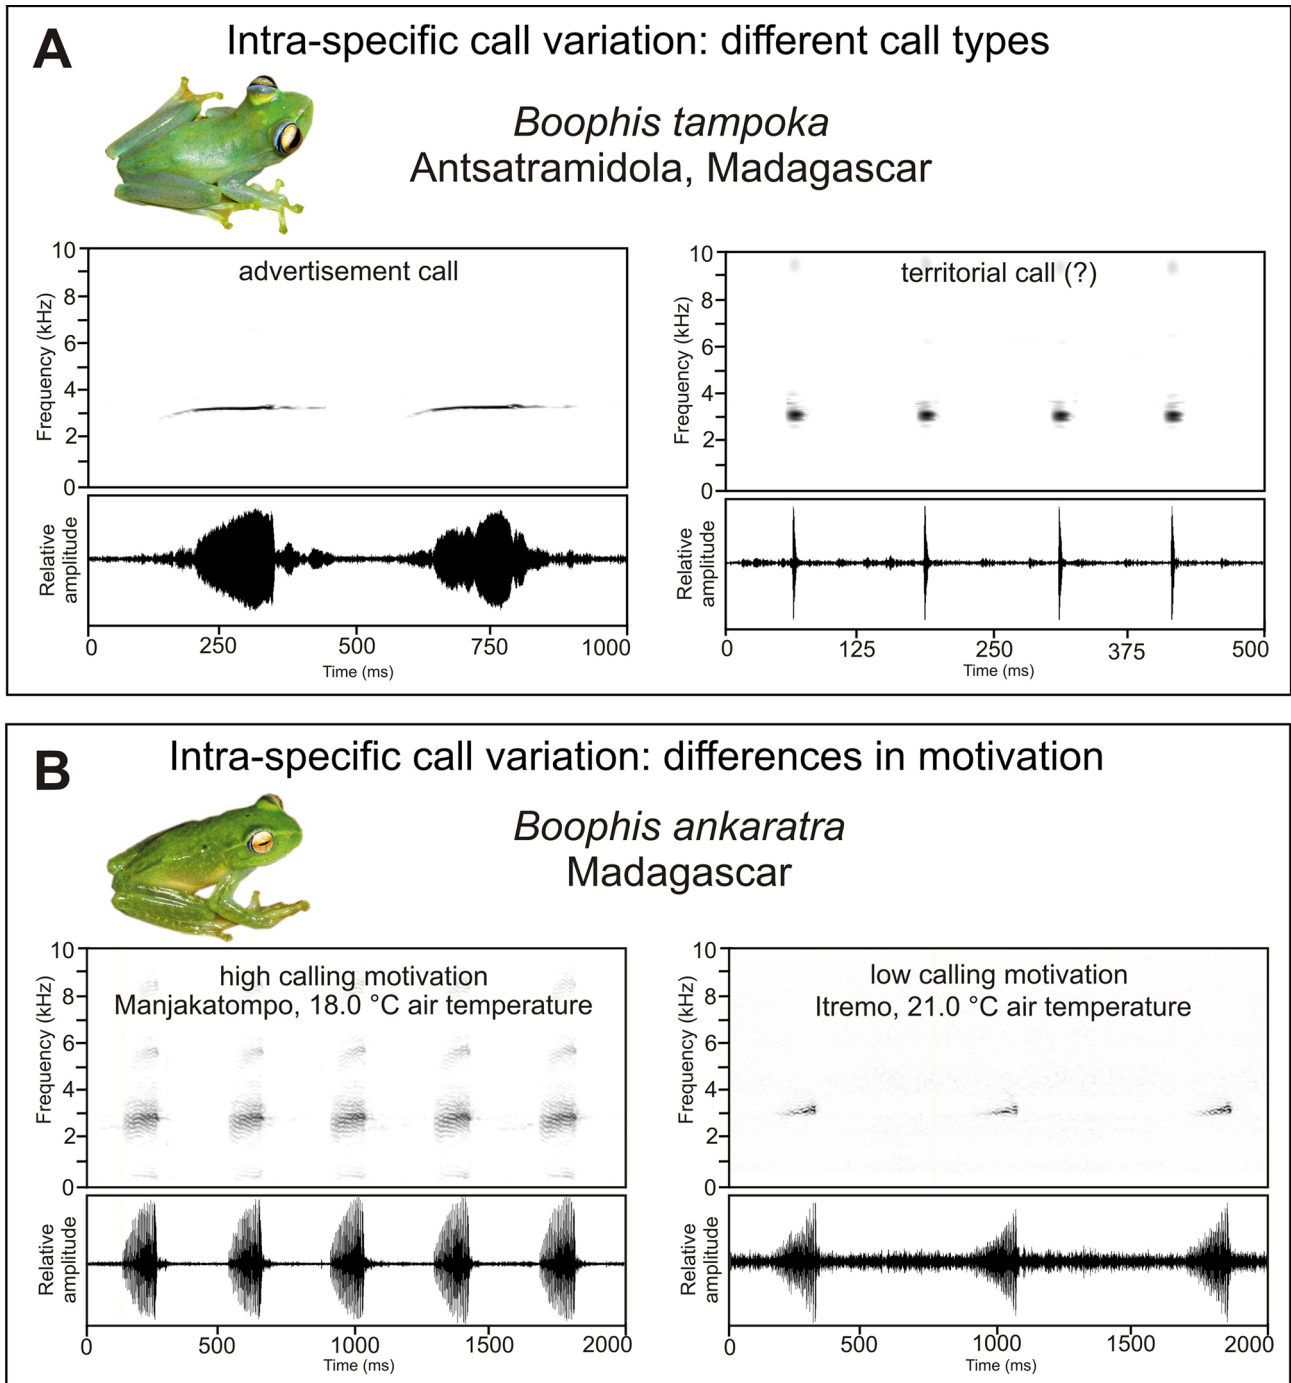 A
Intra-specific call variation: different call types
Boophis tampoka
Antsatramidola, Madagascar
advertisement call
10
8
6
4
2
0
Frequency (kHz)
Relative
amplitude
0 250 500 750 1000
Time (ms)
territorial call (?)
10
8
6
4
2
0
Frequency (kHz)
Relative
amplitude
0 125 250 375 500
Time (ms)
B
Intra-specific call variation: differences in motivation
Boophis ankaratra
Madagascar
high calling motivation
Manjakatompo, 18.0 °C air temperature
10
8
6
4
2
0
Frequency (kHz)
Relative
amplitude
0 500 1000 1500 2000
Time (ms)
low calling motivation
Itremo, 21.0 °C air temperature
10
8
6
4
2
0
Frequency (kHz)
Relative
amplitude
0 500 1000 1500 2000
Time (ms)